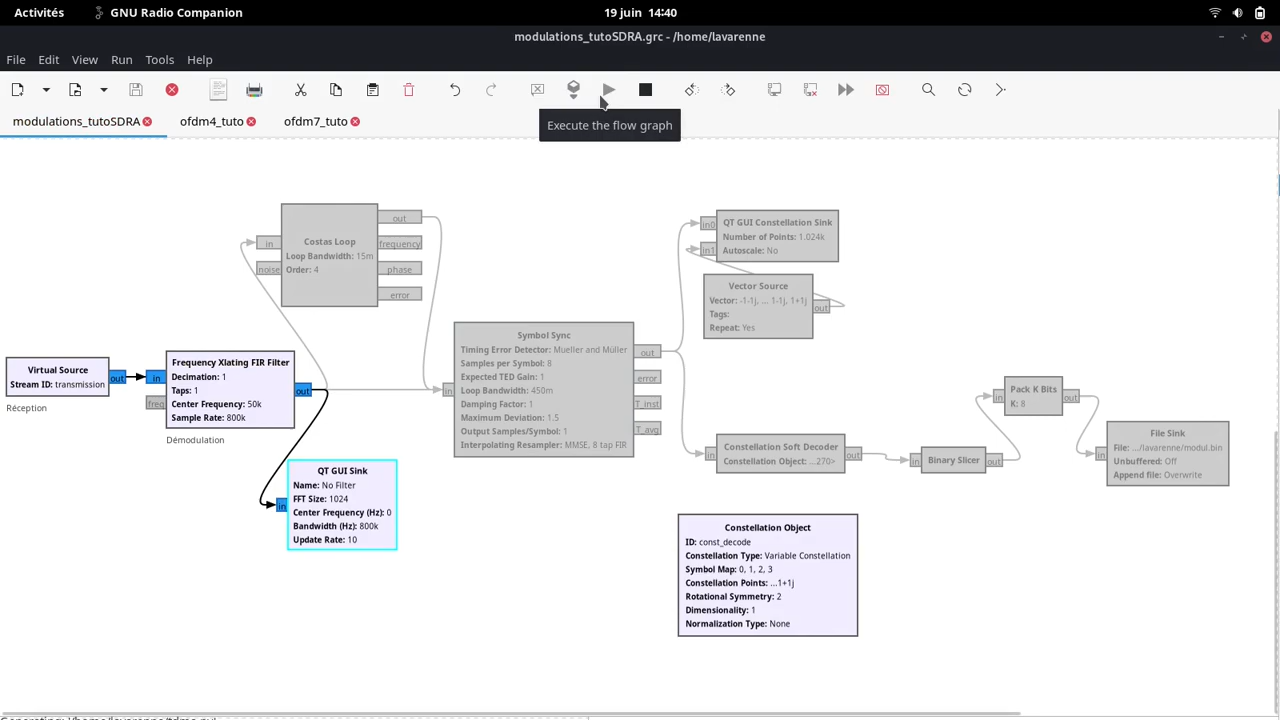 Activités
GNU Radio Companion
19 juin 14:40
modulations_tutoSDRA.grc - /home/lavarenne
File Edit View Run Tools Help
modulations_tutoSDRA
ofdm4_tuto
ofdm7_tuto
Execute the flow graph
Costas Loop
Loop Bandwidth: 15m
Order: 4
in
noise
out
frequency
phase
error
QT GUI Constellation Sink
Number of Points: 1.024k
Autoscale: No
in0
in1
Vector Source
Vector: -1-1j, ... 1-1j, 1+1j
Tags:
Repeat: Yes
out
Virtual Source
Stream ID: transmission
out
Réception
Frequency Xlating FIR Filter
Decimation: 1
Taps: 1
Center Frequency: 50k
Sample Rate: 800k
in
freq
out
Démodulation
Symbol Sync
Timing Error Detector: Mueller and Müller
Samples per Symbol: 8
Expected TED Gain: 1
Loop Bandwidth: 450m
Damping Factor: 1
Maximum Deviation: 1.5
Output Samples/Symbol: 1
Interpolating Resampler: MMSE, 8 tap FIR
in
out
error
T_inst
T_avg
QT GUI Sink
Name: No Filter
FFT Size: 1024
Center Frequency (Hz): 0
Bandwidth (Hz): 800k
Update Rate: 10
in
Constellation Soft Decoder
Constellation Object: ...270>
in
out
Binary Slicer
in
out
Pack K Bits
K: 8
in
out
File Sink
File: .../lavarenne/modul.bin
Unbuffered: Off
Append file: Overwrite
in
Constellation Object
ID: const_decode
Constellation Type: Variable Constellation
Symbol Map: 0, 1, 2, 3
Constellation Points: ...1+1j
Rotational Symmetry: 2
Dimensionality: 1
Normalization Type: None